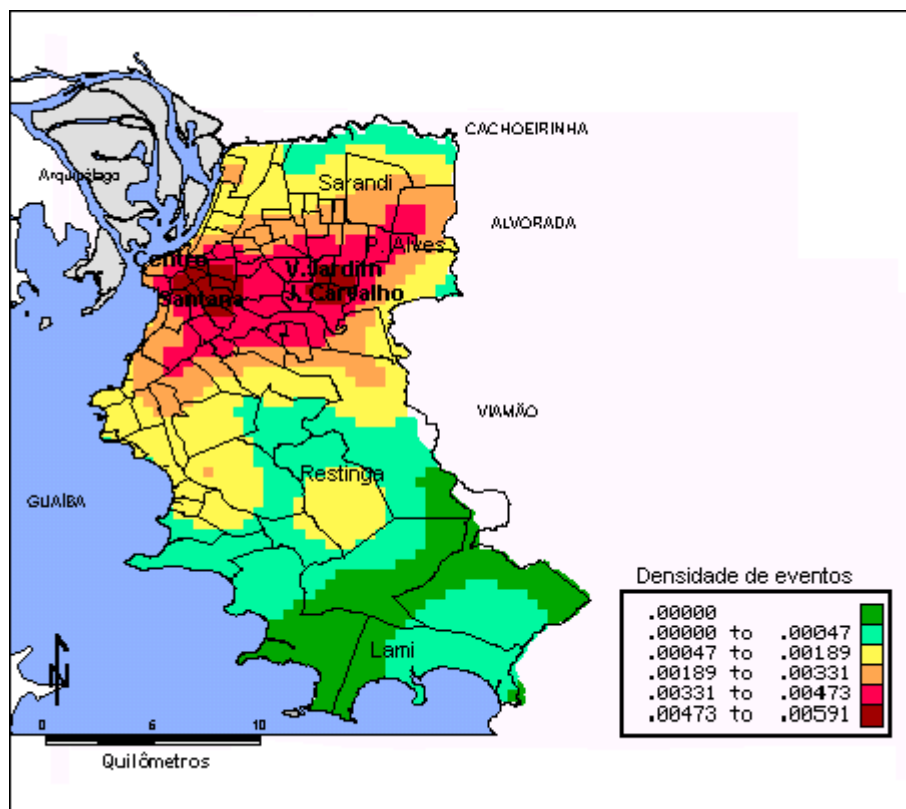 CACHOEIRINHA
Arquipélago
Sarandi
ALVORADA
P. Alves
Centro
V.Jardim
J. Carvalho
Santana
VIAMÃO
Restinga
GUAÍBA
Densidade de eventos
.00000
.00000 to .00047
.00047 to .00189
.00189 to .00331
.00331 to .00473
.00473 to .00591
Lami
N
0 6 10
Quilômetros